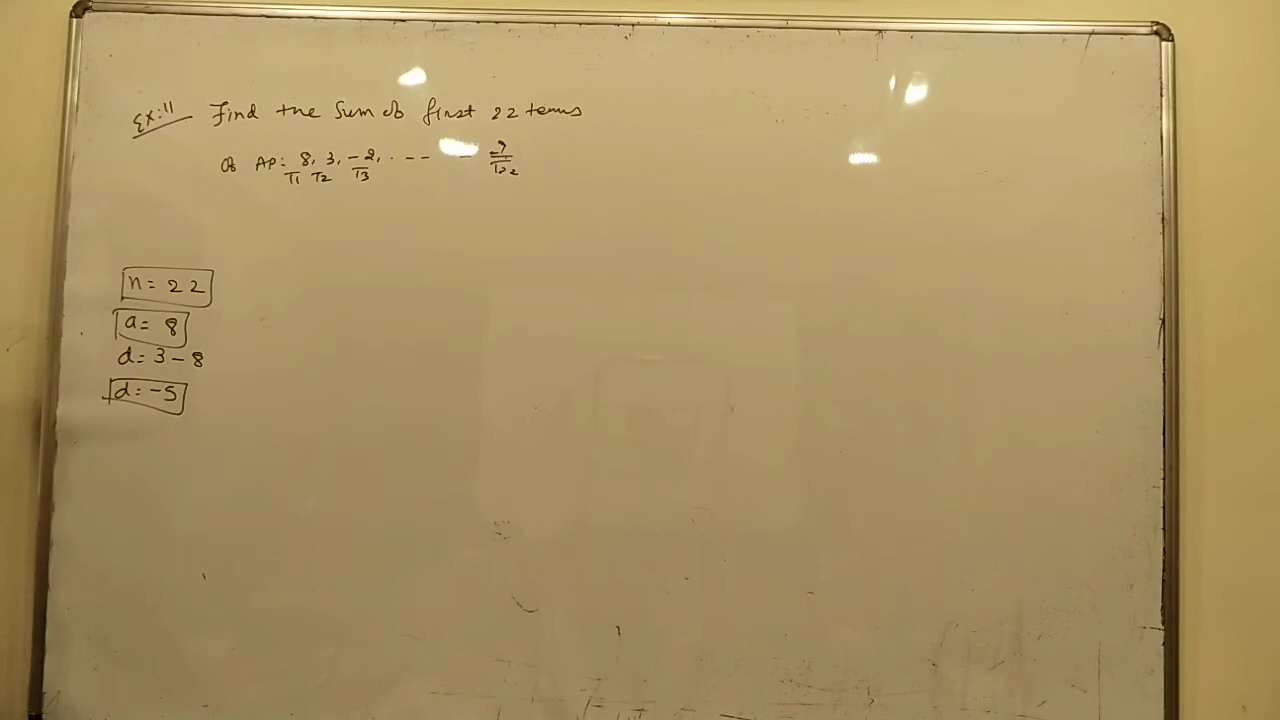 Ex:11 Find the Sum of first 22 terms
of AP: 8, 3, -2, . - - - ?
T1 T2 T3 T22
n = 22
a = 8
d = 3 - 8
d = -5